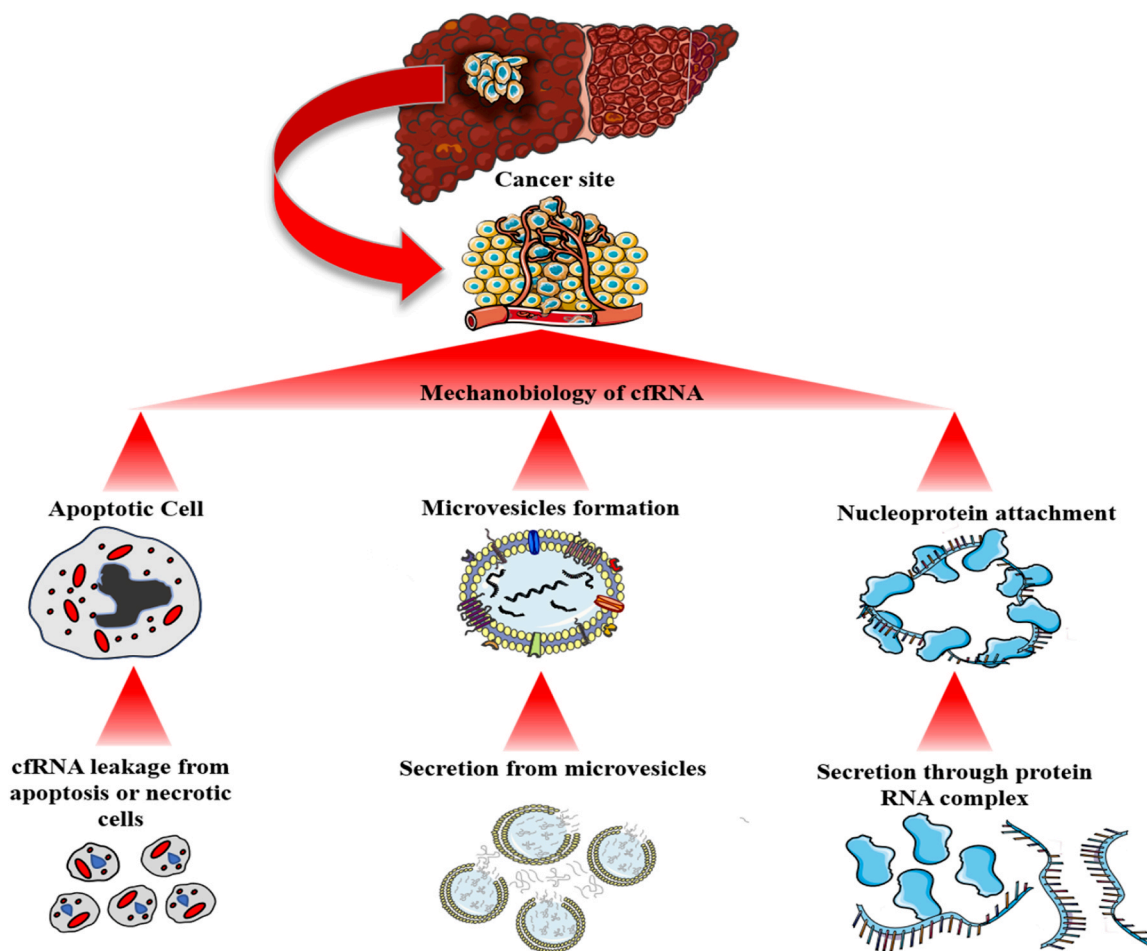 Cancer site
Mechanobiology of cfRNA
Apoptotic Cell
Microvesicles formation
Nucleoprotein attachment
cfRNA leakage from
apoptosis or necrotic
cells
Secretion from microvesicles
Secretion through protein
RNA complex